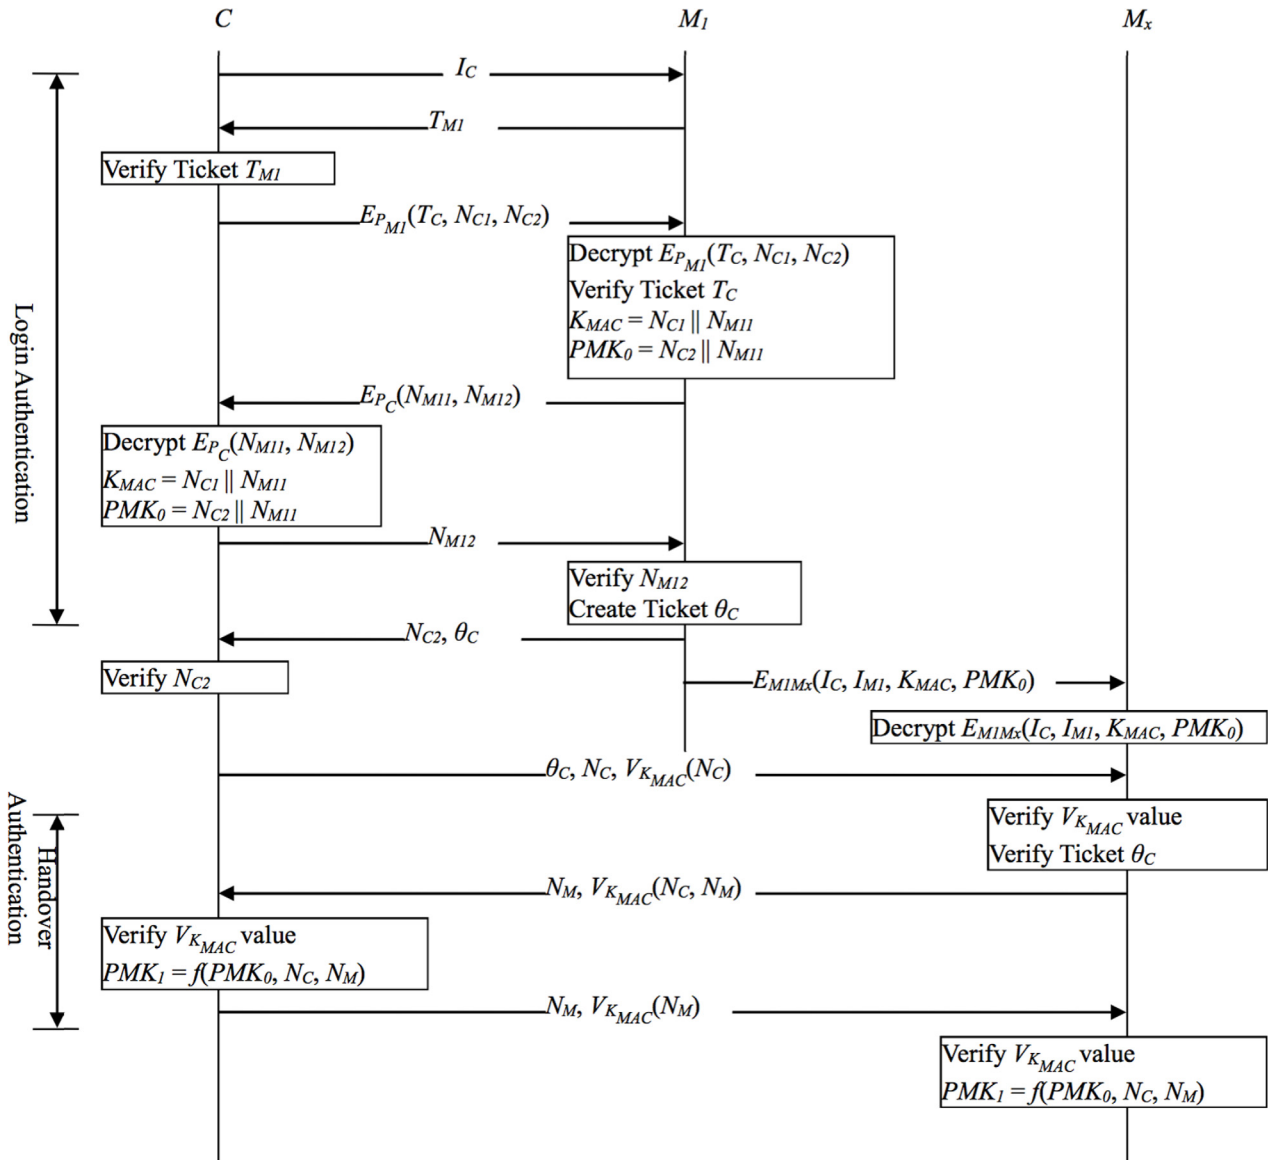 C M1 Mx
IC
TM1
Verify Ticket TM1
EPM1(TC, NC1, NC2)
Decrypt EPM1(TC, NC1, NC2)
Verify Ticket TC
KMAC = NC1 || NM11
PMK0 = NC2 || NM11
Login Authentication
EPC(NM11, NM12)
Decrypt EPC(NM11, NM12)
KMAC = NC1 || NM11
PMK0 = NC2 || NM11
NM12
Verify NM12
Create Ticket θC
NC2, θC
Verify NC2
EM1Mx(IC, IM1, KMAC, PMK0)
Decrypt EM1Mx(IC, IM1, KMAC, PMK0)
θC, NC, VKMAC(NC)
Verify VKMAC value
Verify Ticket θC
Handover
Authentication
NM, VKMAC(NC, NM)
Verify VKMAC value
PMK1 = f(PMK0, NC, NM)
NM, VKMAC(NM)
Verify VKMAC value
PMK1 = f(PMK0, NC, NM)